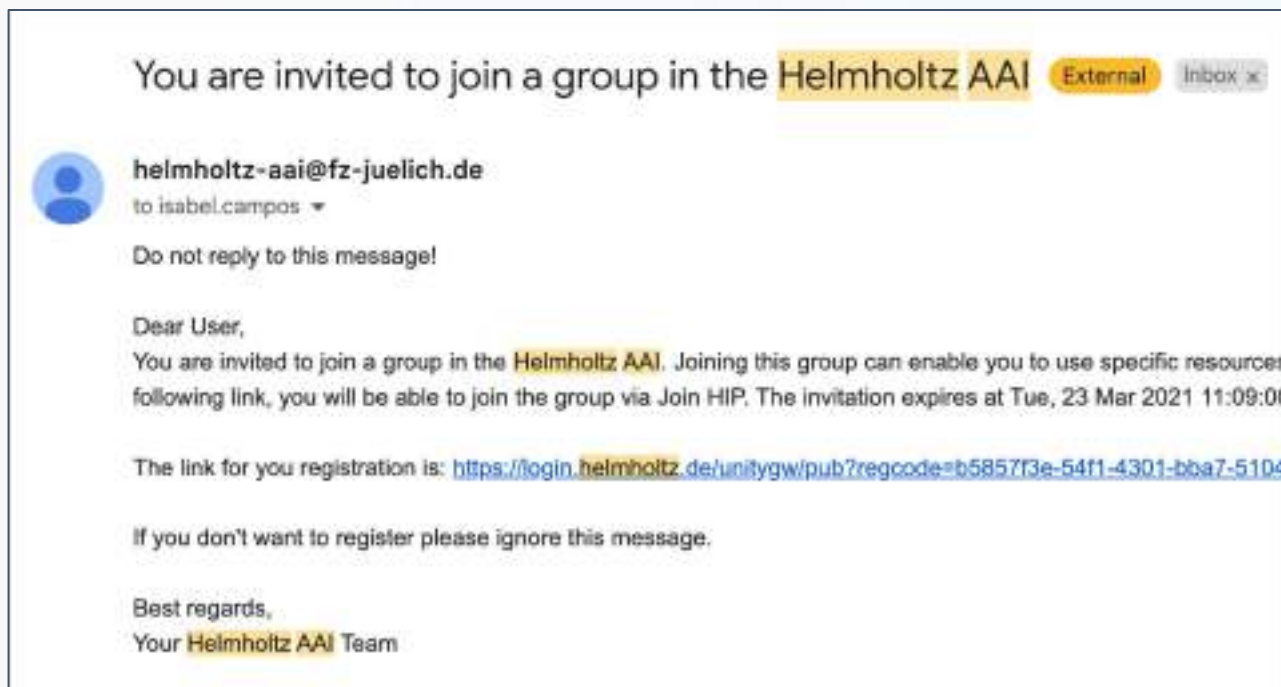 You are invited to join a group in the Helmholtz AAI External Inbox x
helmholtz-aai@fz-juelich.de
to isabel.campos
Do not reply to this message!
Dear User,
You are invited to join a group in the Helmholtz AAI. Joining this group can enable you to use specific resources
following link, you will be able to join the group via Join HIP. The invitation expires at Tue, 23 Mar 2021 11:09:00
The link for you registration is: https://login.helmholtz.de/unitygw/pub?regcode=b5857f3e-54f1-4301-bba7-5104
If you don't want to register please ignore this message.
Best regards,
Your Helmholtz AAI Team